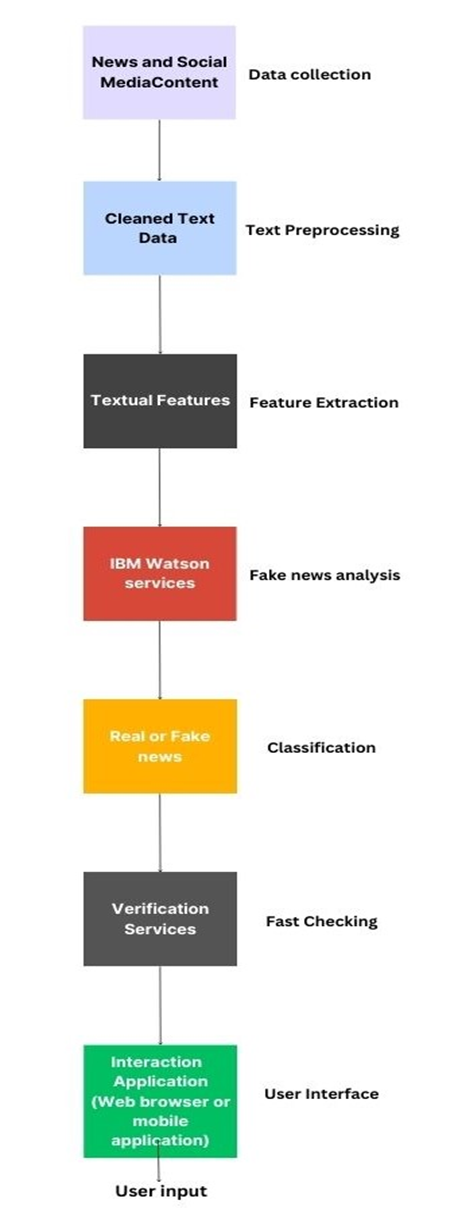 News and Social
MediaContent
Data collection
Cleaned Text
Data
Text Preprocessing
Textual Features
Feature Extraction
IBM Watson
services
Fake news analysis
Real or Fake
news
Classification
Verification
Services
Fast Checking
Interaction
Application
(Web browser or
mobile
application)
User Interface
User input